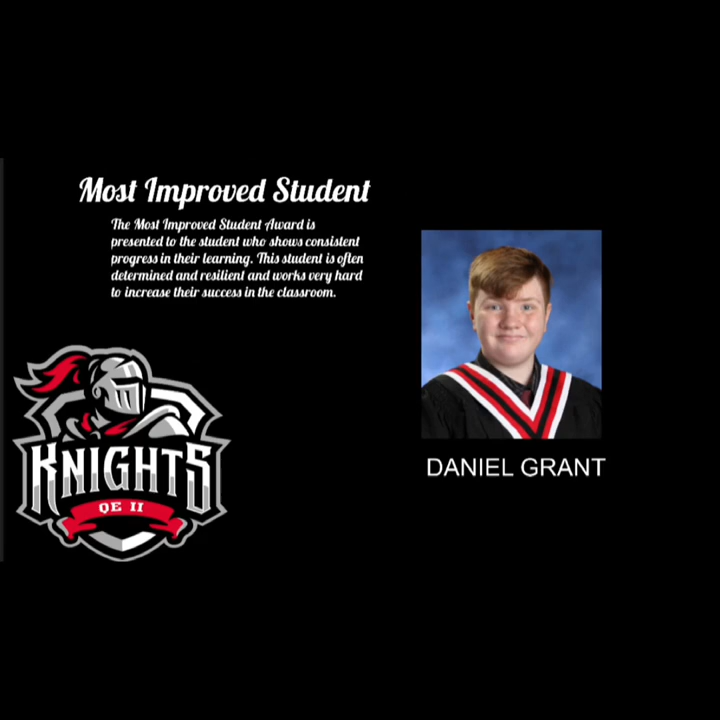 Most Improved Student
The Most Improved Student Award is
presented to the student who shows consistent
progress in their learning. This student is often
determined and resilient and works very hard
to increase their success in the classroom.
KNIGHTS
QE II
DANIEL GRANT